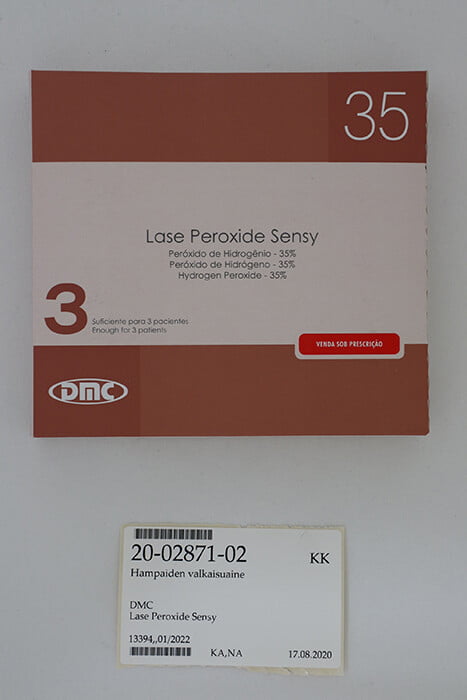 35
Lase Peroxide Sensy
Peróxido de Hidrogênio - 35%
Peróxido de Hidrógeno - 35%
Hydrogen Peroxide - 35%
3
Suficiente para 3 pacientes
Enough for 3 patients
VENDA SOB PRESCRIÇÃO
DMC
20-02871-02 KK
Hampaiden valkaisuaine
DMC
Lase Peroxide Sensy
13394,,01/2022
KA,NA 17.08.2020